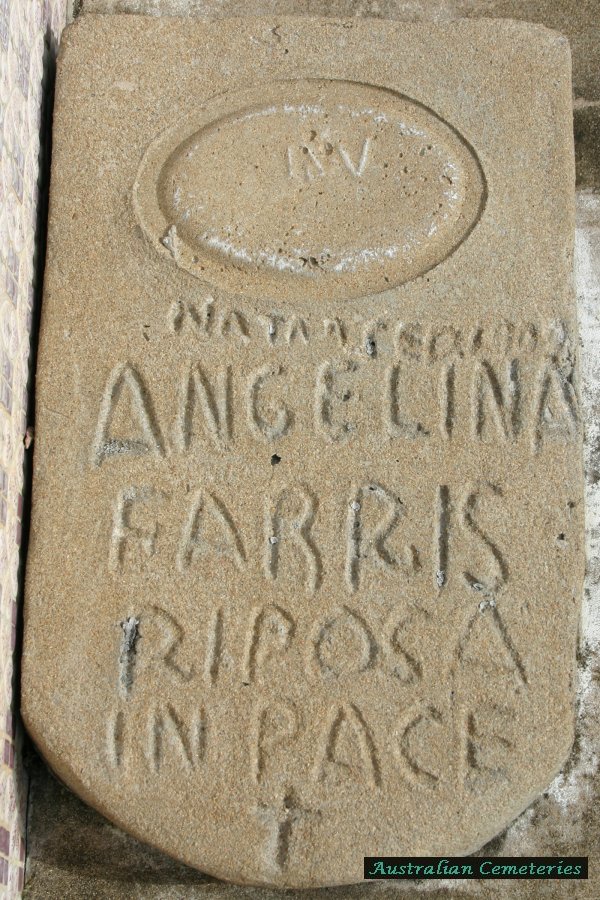 NATA
ANGELINA
FARRIS
RIPOSA
IN PACE
Australian Cemeteries